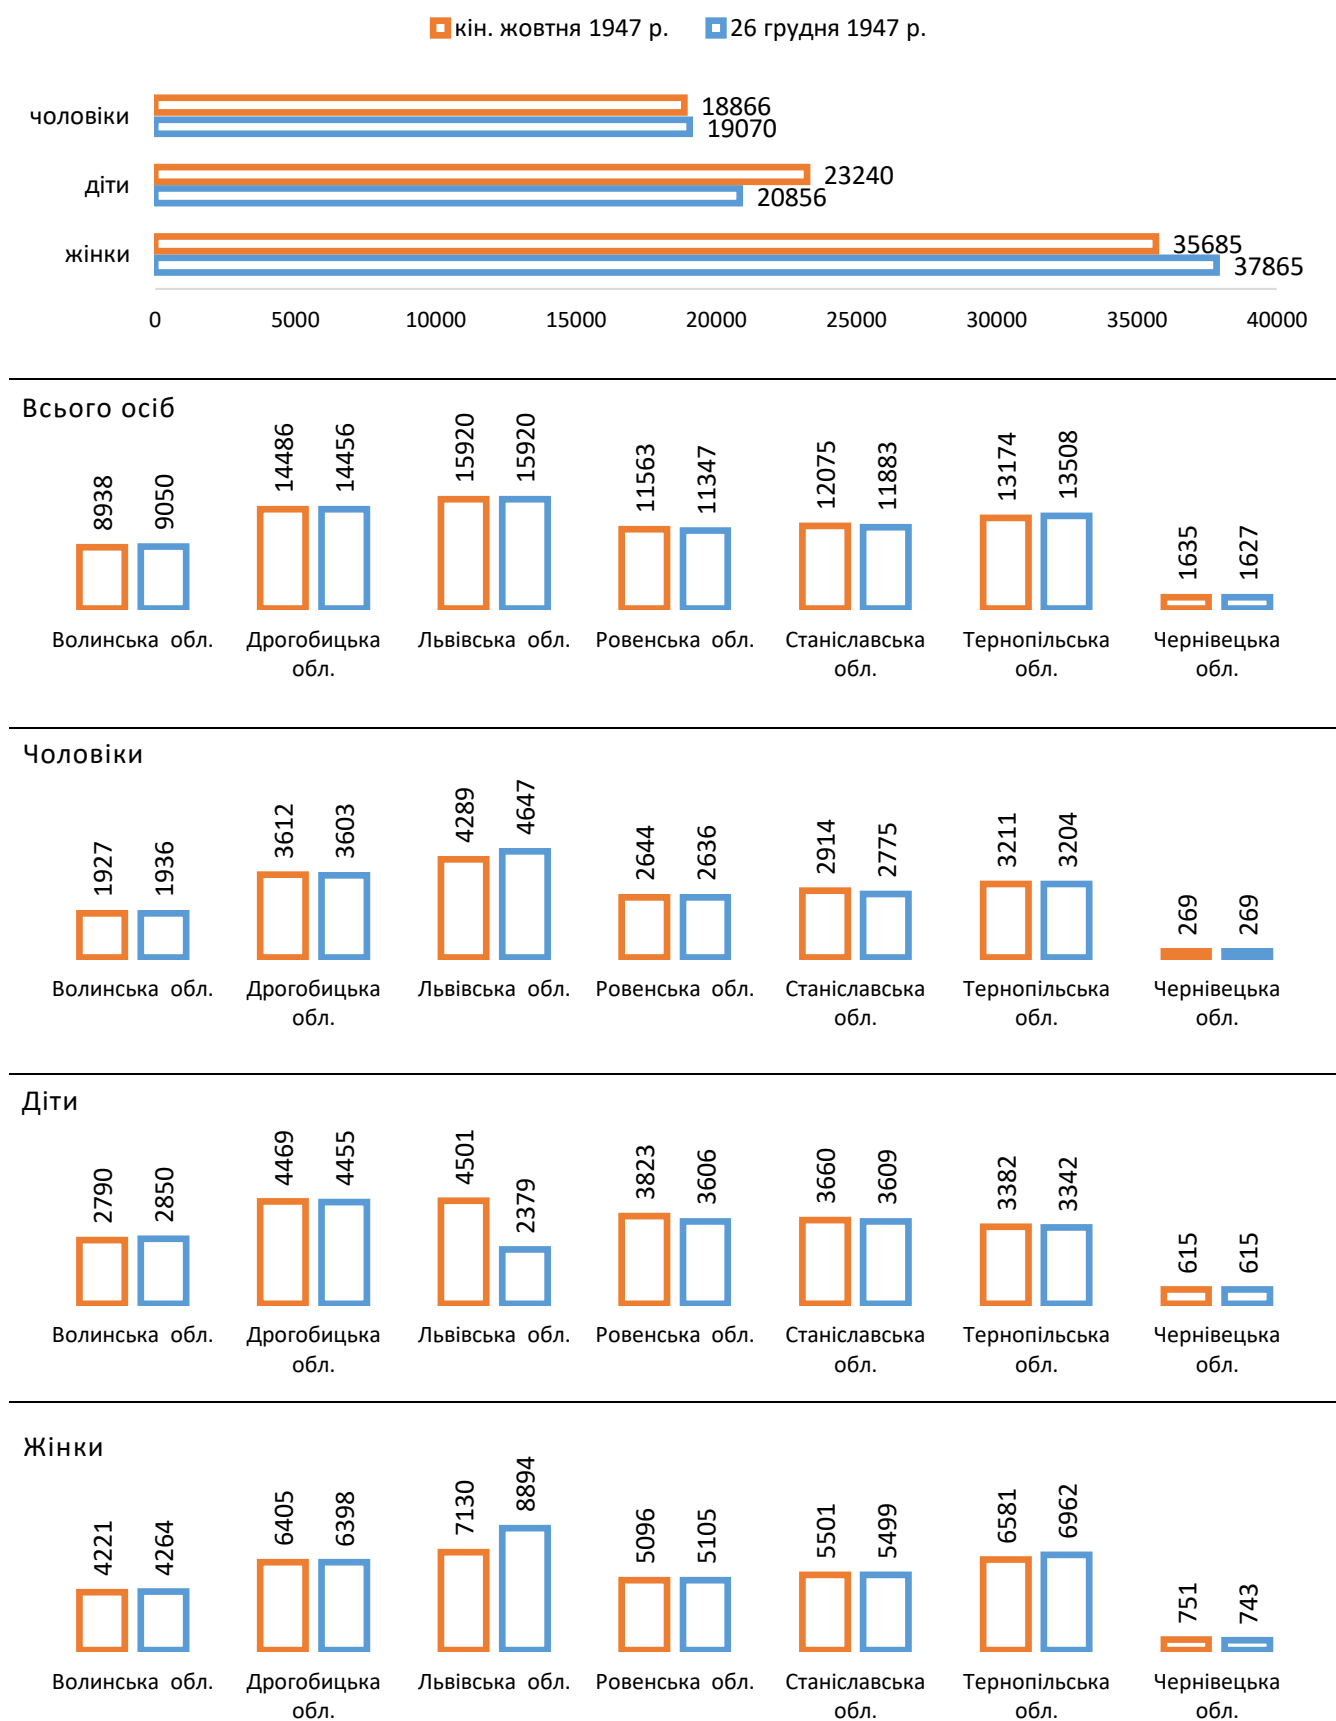 кін. жовтня 1947 р. 26 грудня 1947 р.
чоловіки
18866
19070
діти
23240
20856
жінки
35685
37865
0 5000 10000 15000 20000 25000 30000 35000 40000
Всього осіб
8938 9050 14486 14456 15920 15920 11563 11347 12075 11883 13174 13508 1635 1627
Волинська обл. Дрогобицька Львівська обл. Ровенська обл. Станіславська Тернопільська Чернівецька
обл. обл. обл. обл.
Чоловіки
1927 1936 3612 3603 4289 4647 2644 2636 2914 2775 3211 3204 269 269
Волинська обл. Дрогобицька Львівська обл. Ровенська обл. Станіславська Тернопільська Чернівецька
обл. обл. обл. обл.
Діти
2790 2850 4469 4455 4501 2379 3823 3606 3660 3609 3382 3342 615 615
Волинська обл. Дрогобицька Львівська обл. Ровенська обл. Станіславська Тернопільська Чернівецька
обл. обл. обл. обл.
Жінки
4221 4264 6405 6398 7130 8894 5096 5105 5501 5499 6581 6962 751 743
Волинська обл. Дрогобицька Львівська обл. Ровенська обл. Станіславська Тернопільська Чернівецька
обл. обл. обл. обл.